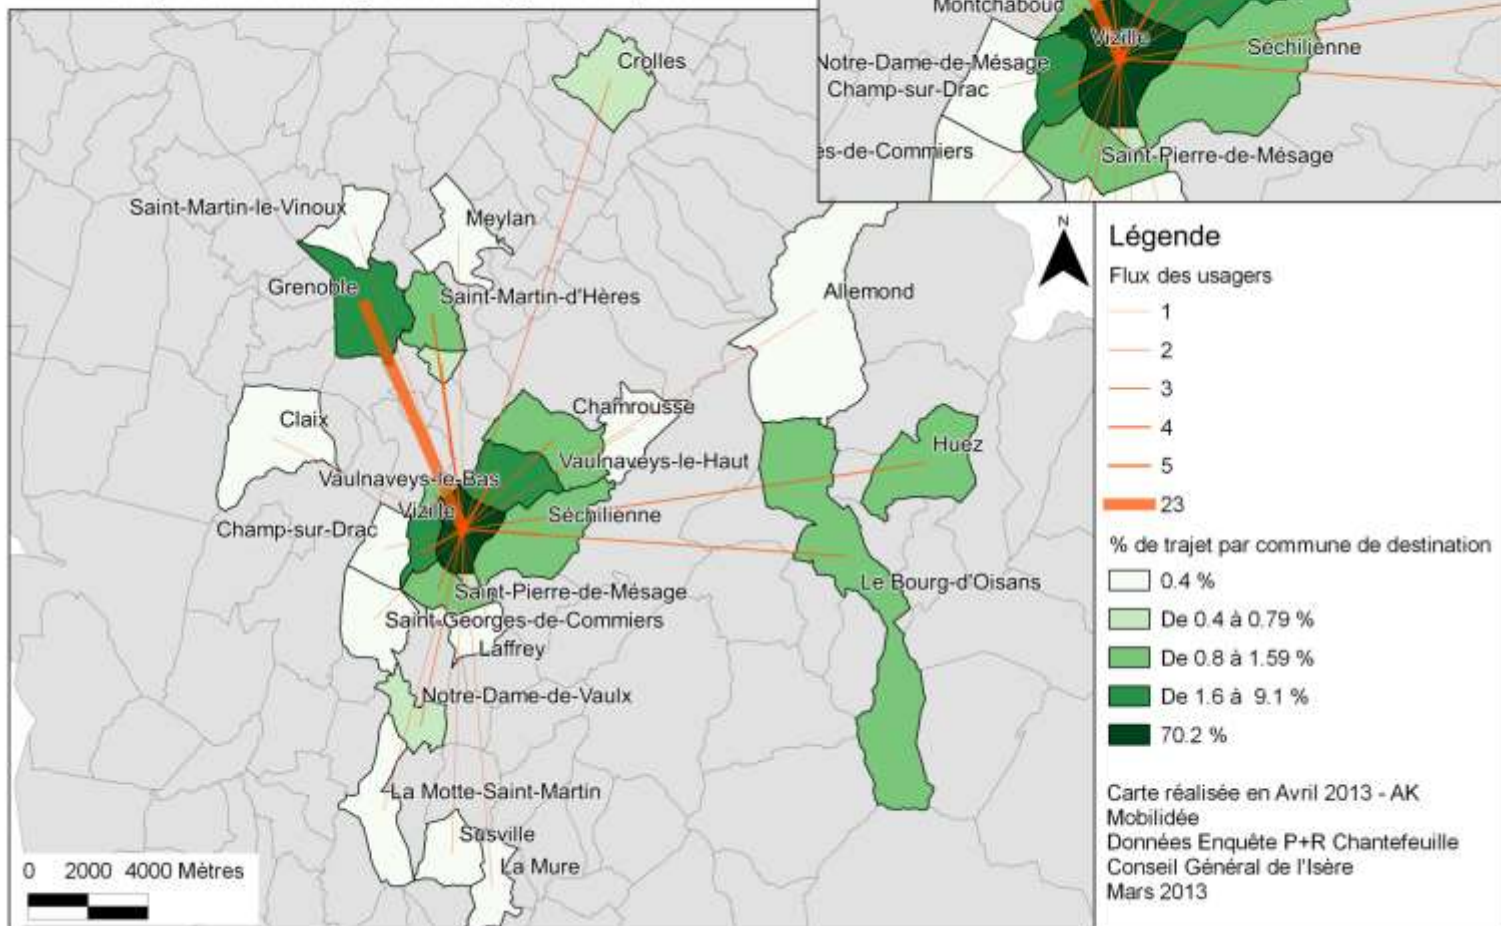 Montchaboud
Vizille
Séchilienne
Notre-Dame-de-Mésage
Champ-sur-Drac
es-de-Commiers
Saint-Pierre-de-Mésage
Crolles
Saint-Martin-le-Vinoux
Meylan
Grenoble
Saint-Martin-d'Hères
Allemond
Claix
Chamrousse
Huez
Vaulnaveys-le-Haut
Vaulnaveys-le-Bas
Vizille
Séchilienne
Champ-sur-Drac
Le Bourg-d'Oisans
Saint-Pierre-de-Mésage
Saint-Georges-de-Commiers
Laffrey
Notre-Dame-de-Vaulx
La Motte-Saint-Martin
Susville
La Mure
0 2000 4000 Mètres
N
Légende
Flux des usagers
1
2
3
4
5
23
% de trajet par commune de destination
0.4 %
De 0.4 à 0.79 %
De 0.8 à 1.59 %
De 1.6 à 9.1 %
70.2 %
Carte réalisée en Avril 2013 - AK
Mobilidée
Données Enquête P+R Chantefeuille
Conseil Général de l'Isère
Mars 2013